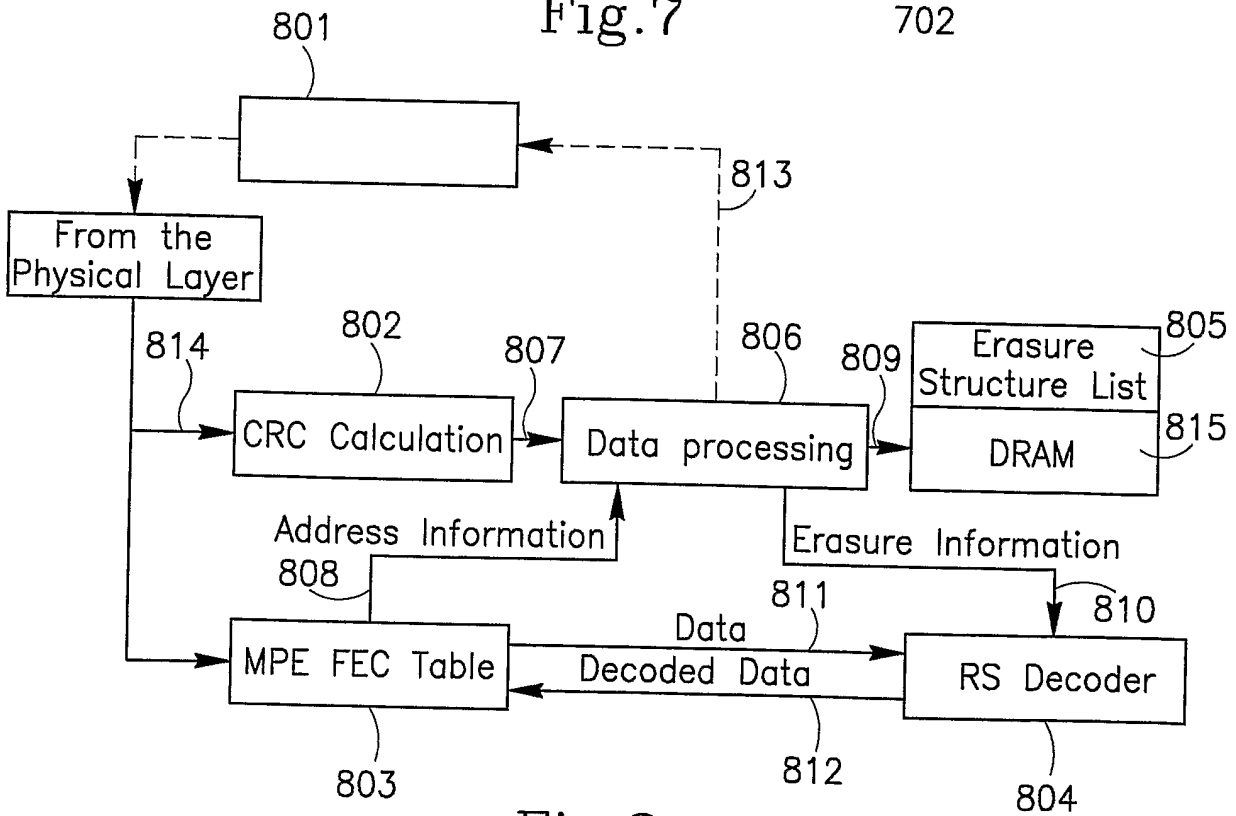 Fig.7
702
801
813
From the
Physical Layer
814
802
807
806
809
Erasure
Structure List
805
CRC Calculation
Data processing
DRAM
815
Address Information
808
Erasure Information
810
811
Data
MPE FEC Table
Decoded Data
RS Decoder
803
812
804